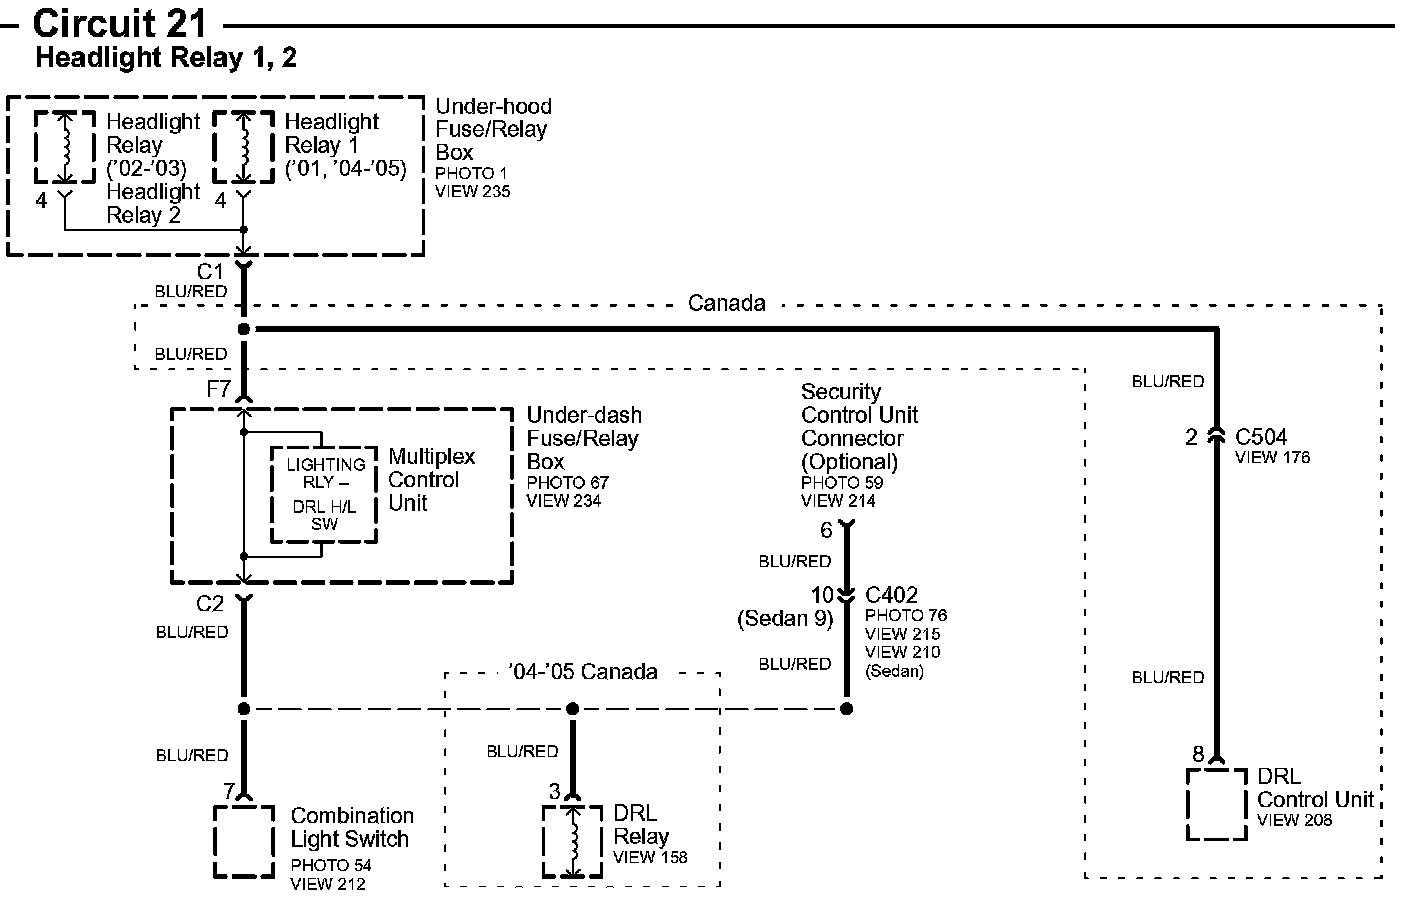 Circuit 21
Headlight Relay 1, 2
Headlight
Relay
('02-'03)
Headlight
Relay 2
4
Headlight
Relay 1
('01, '04-'05)
4
Under-hood
Fuse/Relay
Box
PHOTO 1
VIEW 235
C1
BLU/RED
Canada
BLU/RED
F7
Under-dash
Fuse/Relay
Box
PHOTO 67
VIEW 234
LIGHTING
RLY –
DRL H/L
SW
Multiplex
Control
Unit
Security
Control Unit
Connector
(Optional)
PHOTO 59
VIEW 214
6
BLU/RED
10
(Sedan 9)
C402
PHOTO 76
VIEW 215
VIEW 210
(Sedan)
BLU/RED
BLU/RED
2
C504
VIEW 176
BLU/RED
8
DRL
Control Unit
VIEW 208
C2
BLU/RED
'04-'05 Canada
BLU/RED
7
Combination
Light Switch
PHOTO 54
VIEW 212
BLU/RED
3
DRL
Relay
VIEW 158